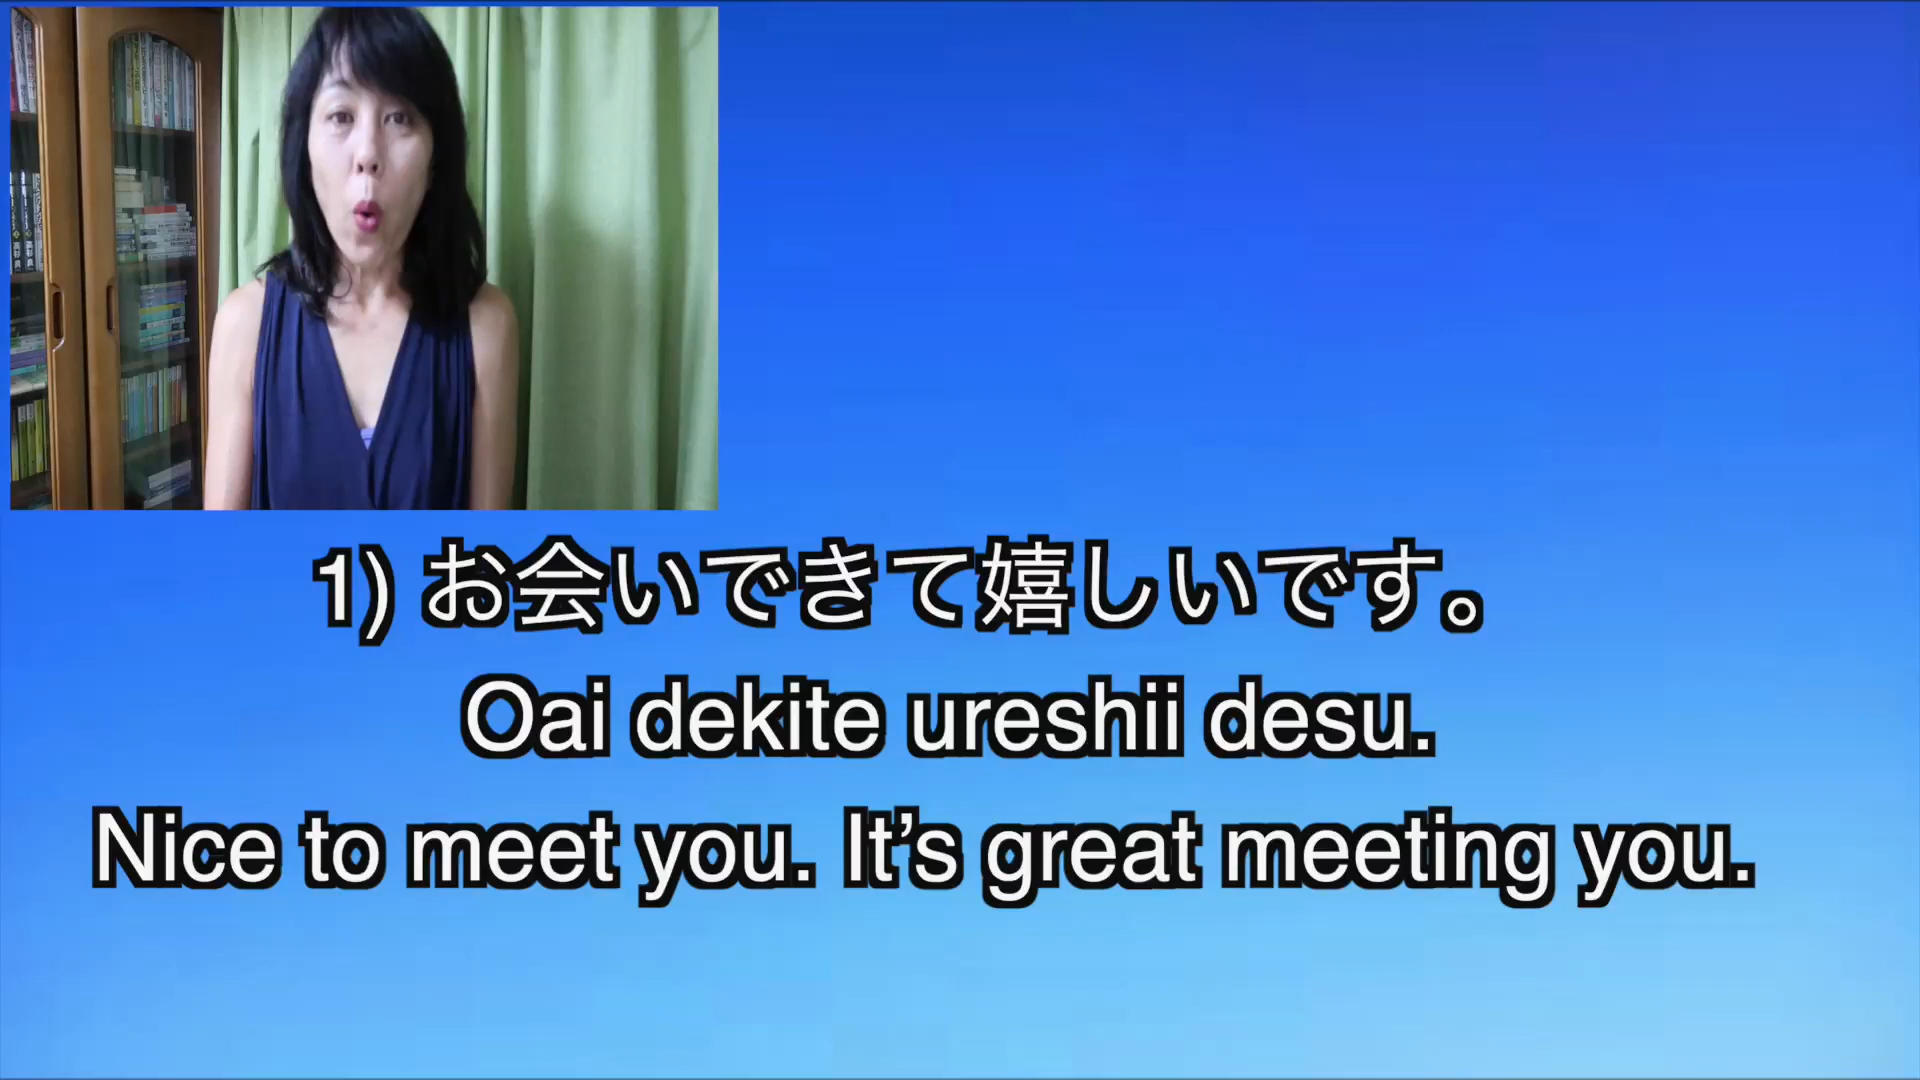 1) お会いできて嬉しいです。
Oai dekite ureshii desu.
Nice to meet you. It’s great meeting you.